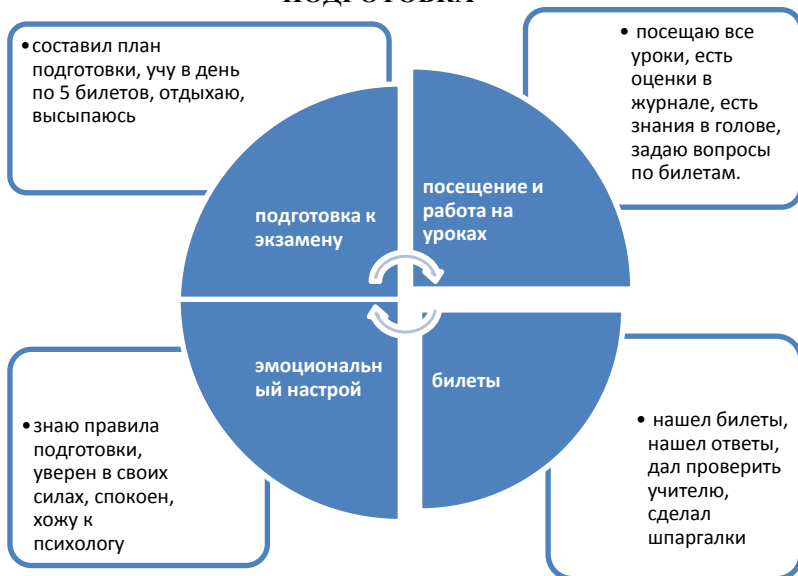 ПОДГОТОВКА
•составил план
подготовки, учу в день
по 5 билетов, отдыхаю,
высыпаюсь
• посещаю все
уроки, есть
оценки в
журнале, есть
знания в голове,
задаю вопросы
по билетам.
подготовка к
экзамену
посещение и
работа на
уроках
эмоциональн
ый настрой
билеты
•знаю правила
подготовки,
уверен в своих
силах, спокоен,
хожу к
психологу
• нашел билеты,
нашел ответы,
дал проверить
учителю,
сделал
шпаргалки